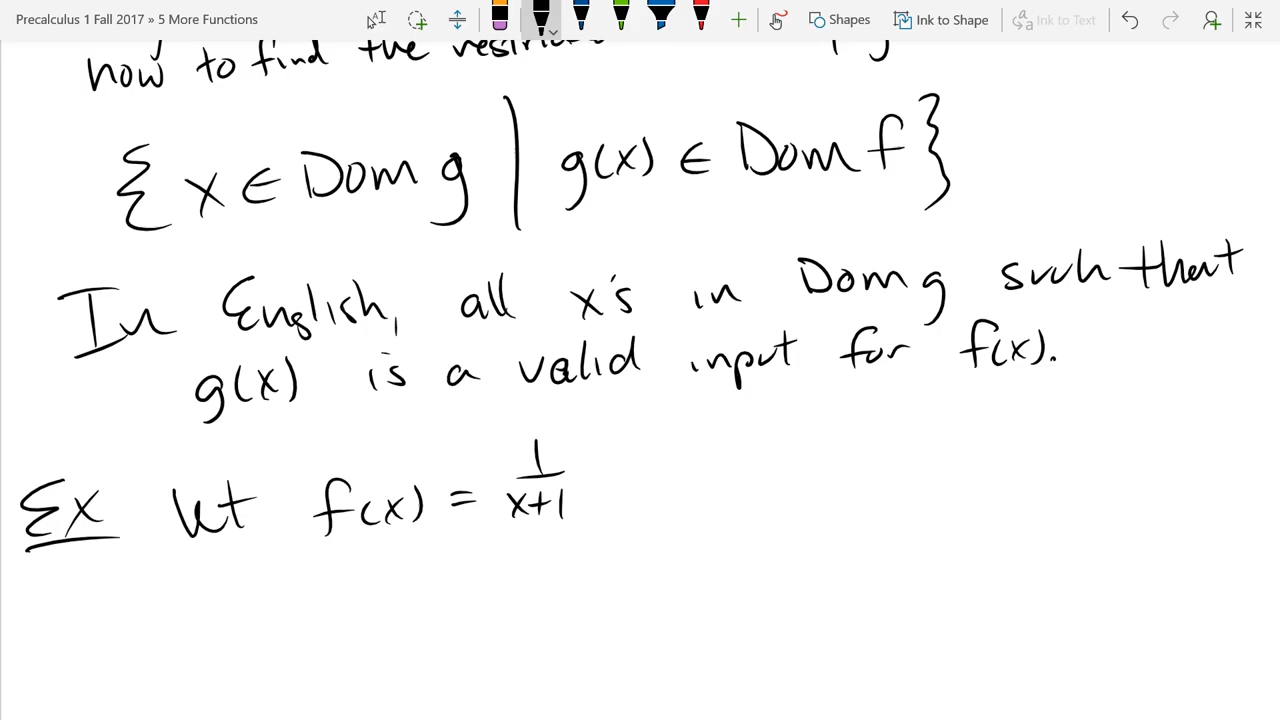 Precalculus 1 Fall 2017 » 5 More Functions
Shapes Ink to Shape Ink to Text
how to find the
{ x ∈ Dom g | g(x) ∈ Dom f }
In English, all x's in Dom g such that
g(x) is a valid input for f(x).
Ex let f(x) = 1/(x+1)